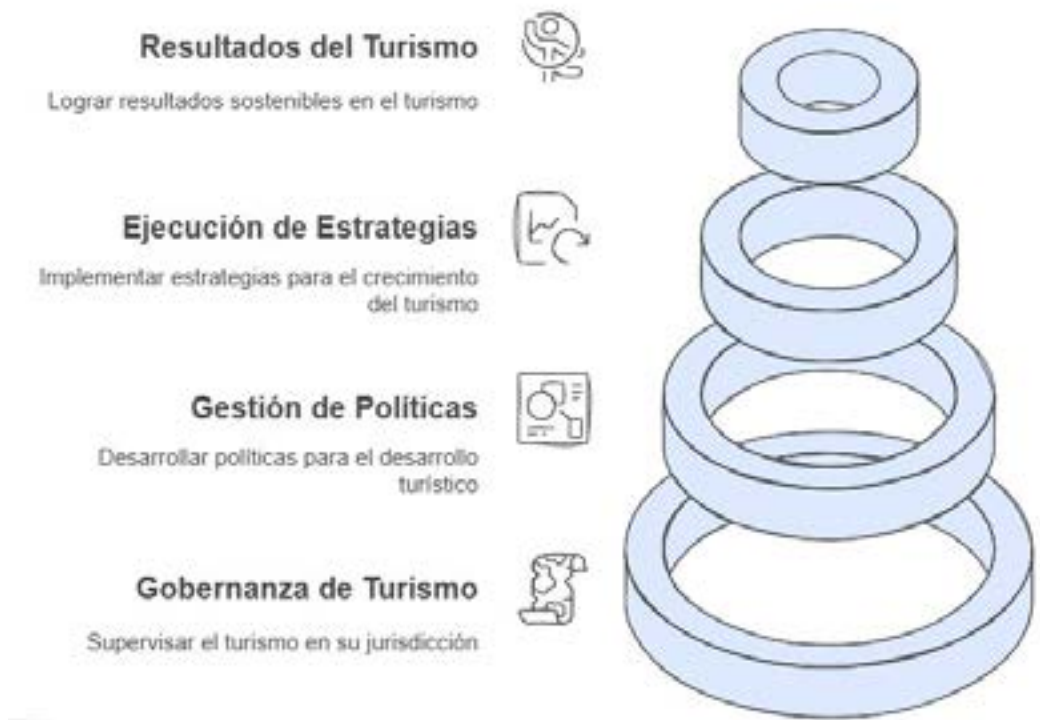 Resultados del Turismo
Lograr resultados sostenibles en el turismo
Ejecución de Estrategias
Implementar estrategias para el crecimiento
del turismo
Gestión de Políticas
Desarrollar políticas para el desarrollo
turístico
Gobernanza de Turismo
Supervisar el turismo en su jurisdicción